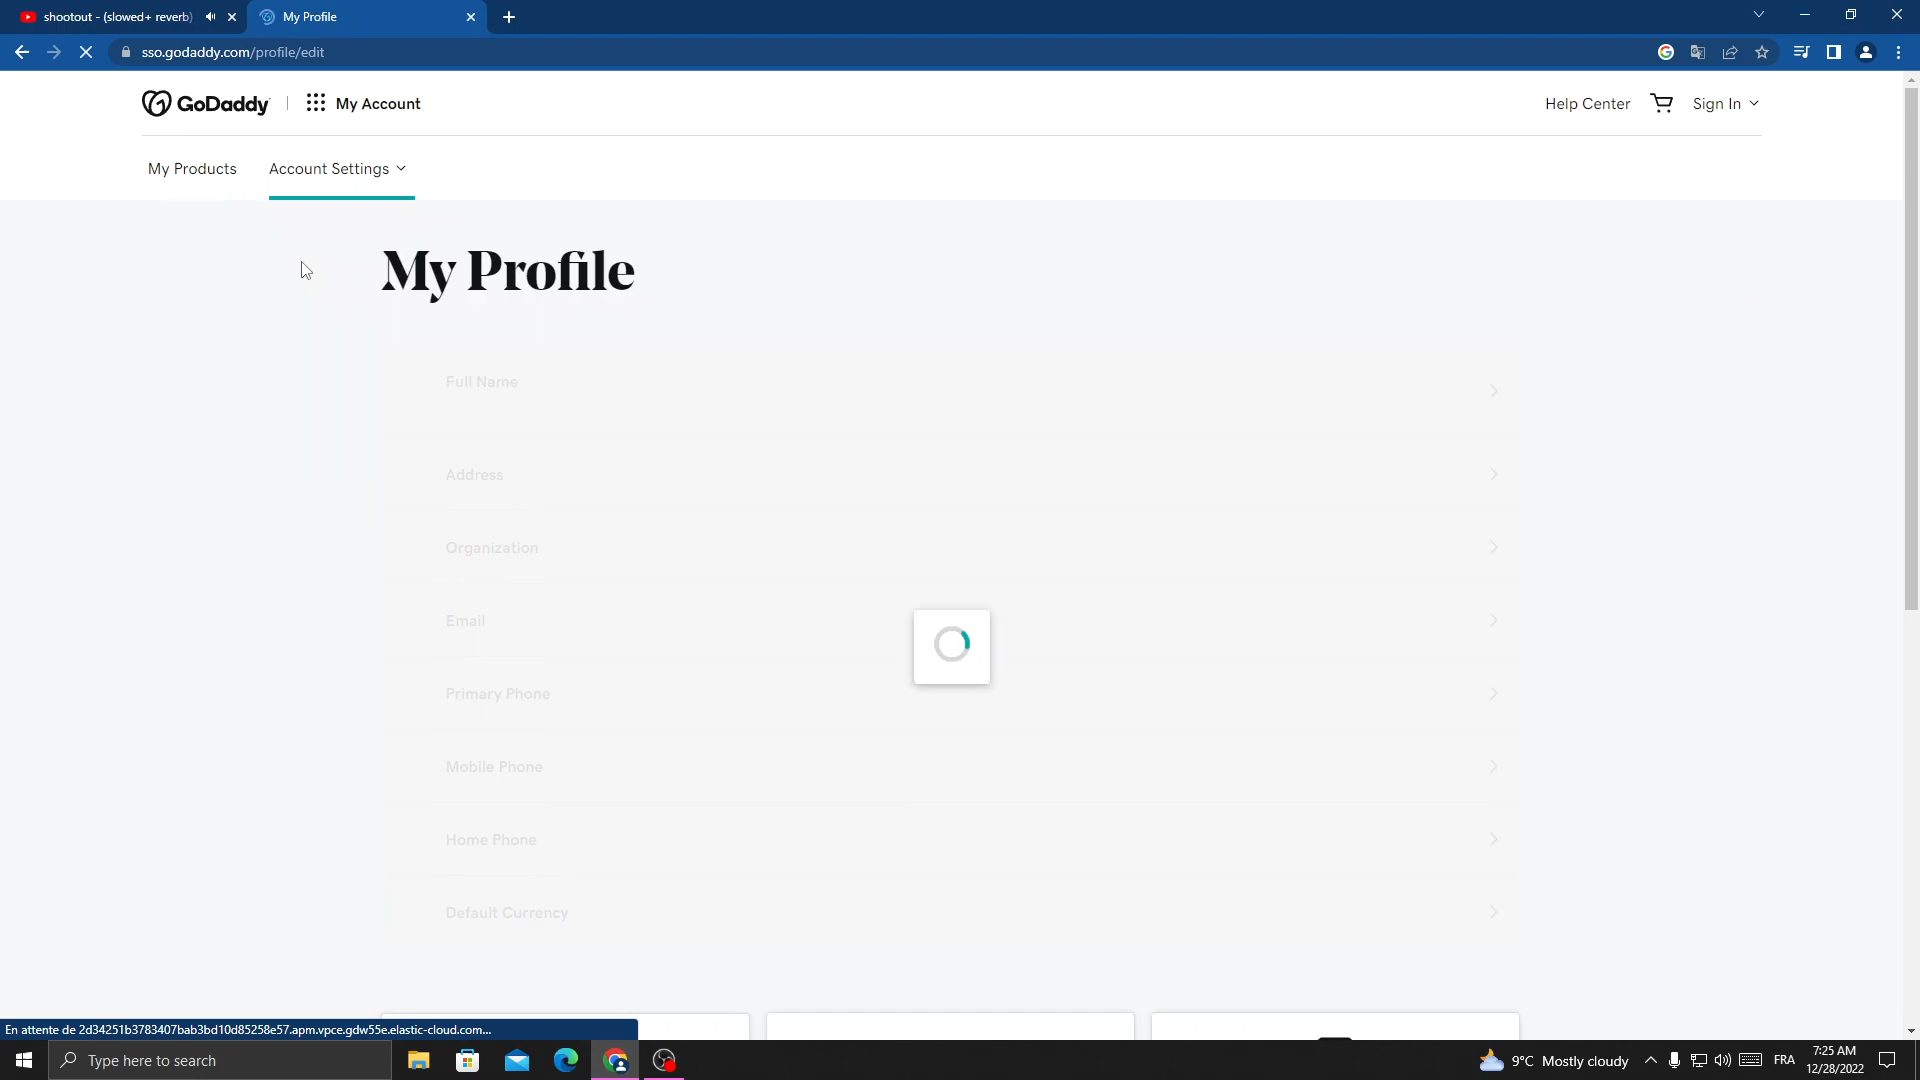 shootout - (slowed+ reverb)
My Profile
sso.godaddy.com/profile/edit
GoDaddy
My Account
Help Center
Sign In
My Products
Account Settings
My Profile
Full Name
Address
Organization
Email
Primary Phone
Mobile Phone
Home Phone
Default Currency
En attente de 2d34251b3783407bab3bd10d85258e57.apm.vpce.gdw55e.elastic-cloud.com...
Type here to search
9°C Mostly cloudy
FRA
7:25 AM
12/28/2022